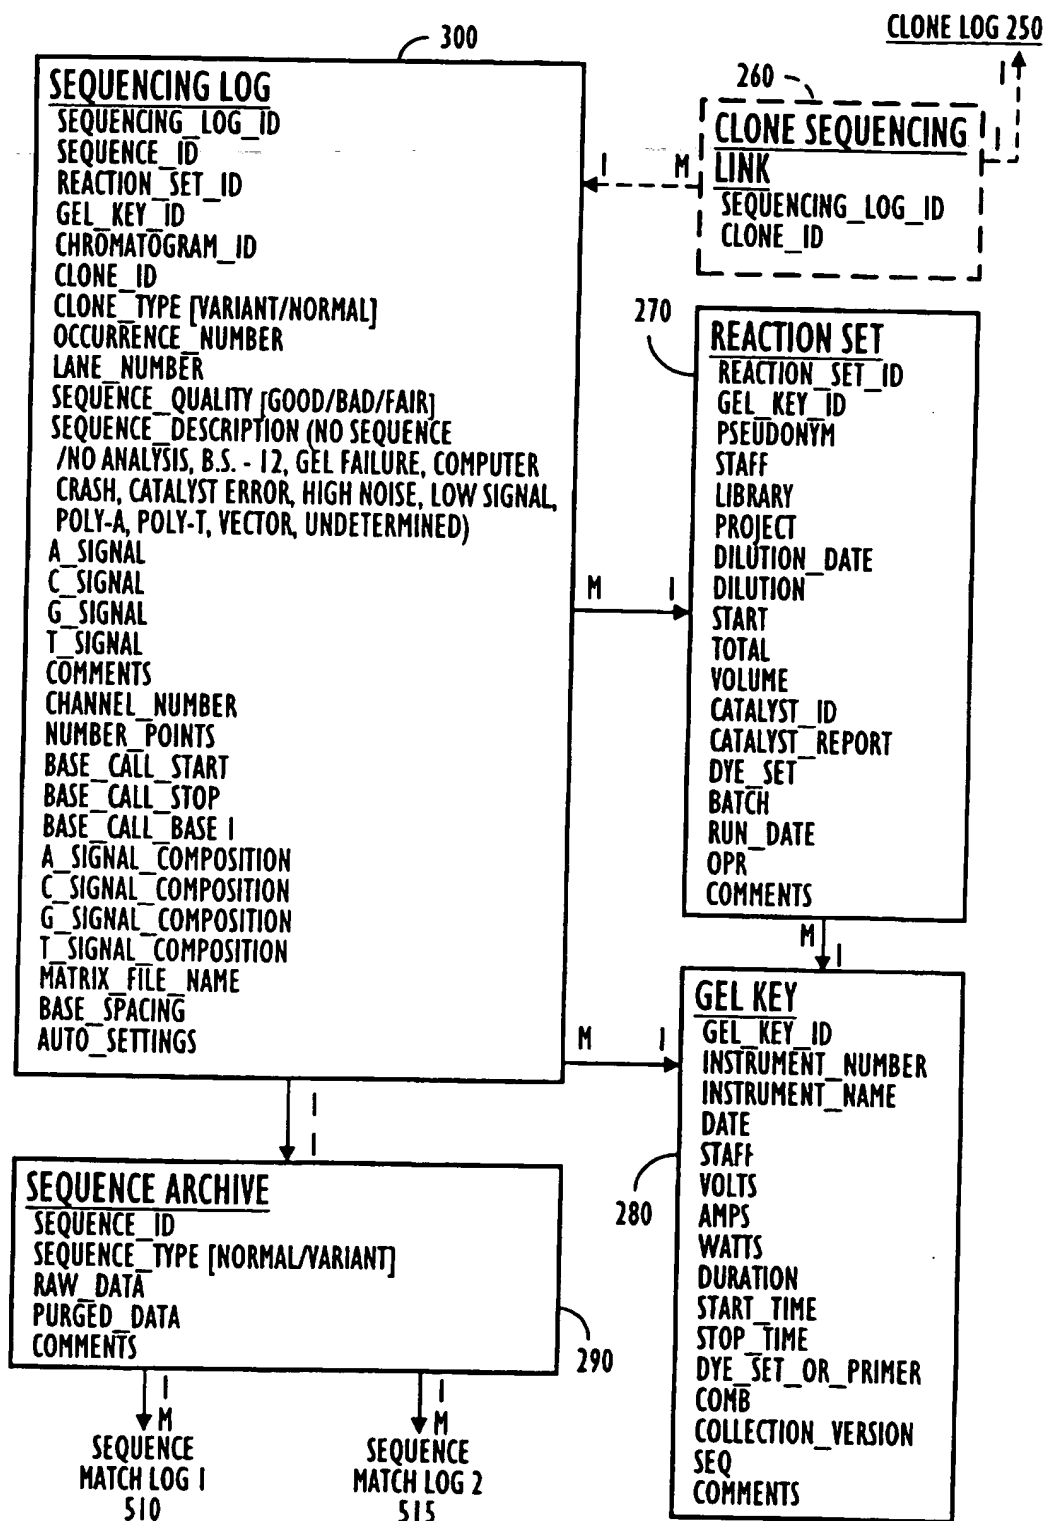 CLONE LOG 250
300
SEQUENCING LOG
SEQUENCING_LOG_ID
SEQUENCE_ID
REACTION_SET_ID
GEL_KEY_ID
CHROMATOGRAM_ID
CLONE_ID
CLONE_TYPE [VARIANT/NORMAL]
OCCURRENCE_NUMBER
LANE_NUMBER
SEQUENCE_QUALITY [GOOD/BAD/FAIR]
SEQUENCE_DESCRIPTION (NO SEQUENCE
/NO ANALYSIS, B.S. - 12, GEL FAILURE, COMPUTER
CRASH, CATALYST ERROR, HIGH NOISE, LOW SIGNAL,
POLY-A, POLY-T, VECTOR, UNDETERMINED)
A_SIGNAL
C_SIGNAL
G_SIGNAL
T_SIGNAL
COMMENTS
CHANNEL_NUMBER
NUMBER_POINTS
BASE_CALL_START
BASE_CALL_STOP
BASE_CALL_BASE 1
A_SIGNAL_COMPOSITION
C_SIGNAL_COMPOSITION
G_SIGNAL_COMPOSITION
T_SIGNAL_COMPOSITION
MATRIX_FILE_NAME
BASE_SPACING
AUTO_SETTINGS
260
1
1
CLONE SEQUENCING
LINK
SEQUENCING_LOG_ID
CLONE_ID
1 M
270
REACTION SET
REACTION_SET_ID
GEL_KEY_ID
PSEUDONYM
STAFF
LIBRARY
PROJECT
DILUTION_DATE
DILUTION
START
TOTAL
VOLUME
CATALYST_ID
CATALYST_REPORT
DYE_SET
BATCH
RUN_DATE
OPR
COMMENTS
M 1
M
1
GEL KEY
GEL_KEY_ID
INSTRUMENT_NUMBER
INSTRUMENT_NAME
DATE
STAFF
VOLTS
AMPS
WATTS
DURATION
START_TIME
STOP_TIME
DYE_SET_OR_PRIMER
COMB
COLLECTION_VERSION
SEQ
COMMENTS
280
M 1
1
1
SEQUENCE ARCHIVE
SEQUENCE_ID
SEQUENCE_TYPE [NORMAL/VARIANT]
RAW_DATA
PURGED_DATA
COMMENTS
290
1
M
SEQUENCE
MATCH LOG 1
510
1
M
SEQUENCE
MATCH LOG 2
515